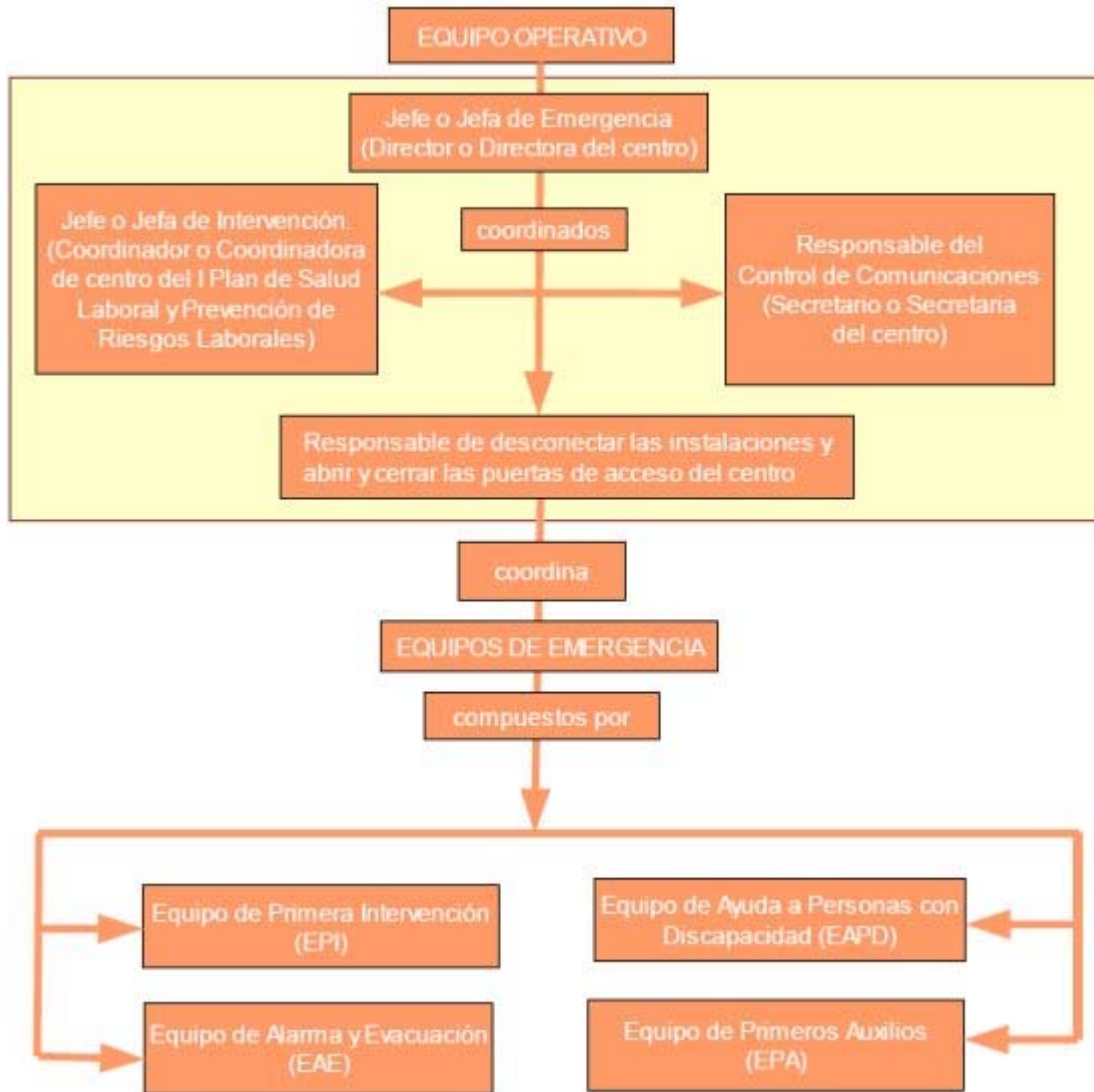 EQUIPO OPERATIVO
Jefe o Jefa de Emergencia
(Director o Directora del centro)
Jefe o Jefa de Intervención.
(Coordinador o Coordinadora
de centro del I Plan de Salud
Laboral y Prevención de
Riesgos Laborales)
coordinados
Responsable del
Control de Comunicaciones
(Secretario o Secretaria
del centro)
Responsable de desconectar las instalaciones y
abrir y cerrar las puertas de acceso del centro
coordina
EQUIPOS DE EMERGENCIA
compuestos por
Equipo de Primera Intervención
(EPI)
Equipo de Ayuda a Personas con
Discapacidad (EAPD)
Equipo de Alarma y Evacuación
(EAE)
Equipo de Primeros Auxilios
(EPA)